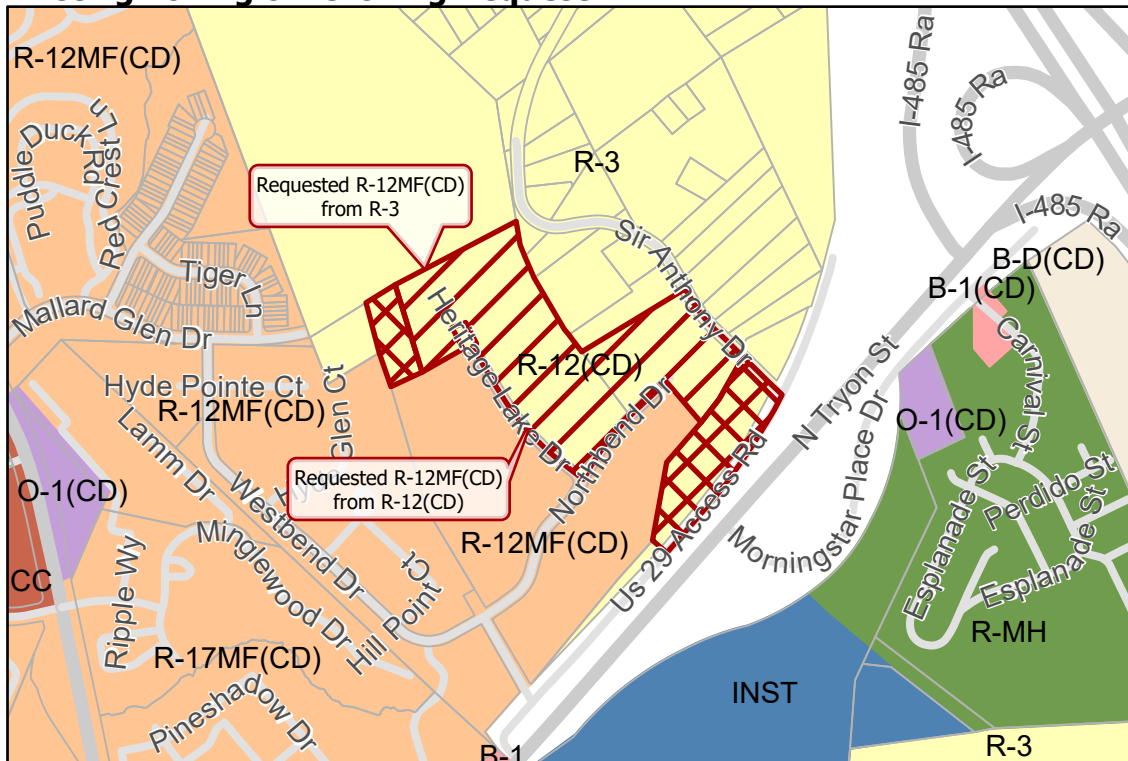 R-12MF(CD)
I-485 Ra
I-485 Ra
Red Crest Ln
Duck Rd
Pupple
R-3
Requested R-12MF(CD)
from R-3
I-485 Ra
Sir Anthony Dr
B-D(CD)
Tiger Ln
B-1(CD)
Mallard Glen Dr
Heritage Lake Dr
Carnival St
R-12(CD)
N Tryon St
Hyde Pointe Ct
R-12MF(CD)
Hyde Glen Ct
Northbend Dr
O-1(CD)
Lamm Dr
Morningstar Place Dr
Requested R-12MF(CD)
from R-12(CD)
Perdido St
O-1(CD)
Westbend Dr
Us 29 Access Rd
Esplanade St
Esplanade St
Minglewood Dr
R-12MF(CD)
CC
Ripple Wy
Hill Point Ct
R-MH
R-17MF(CD)
INST
Pineshadow Dr
R-3
B-1